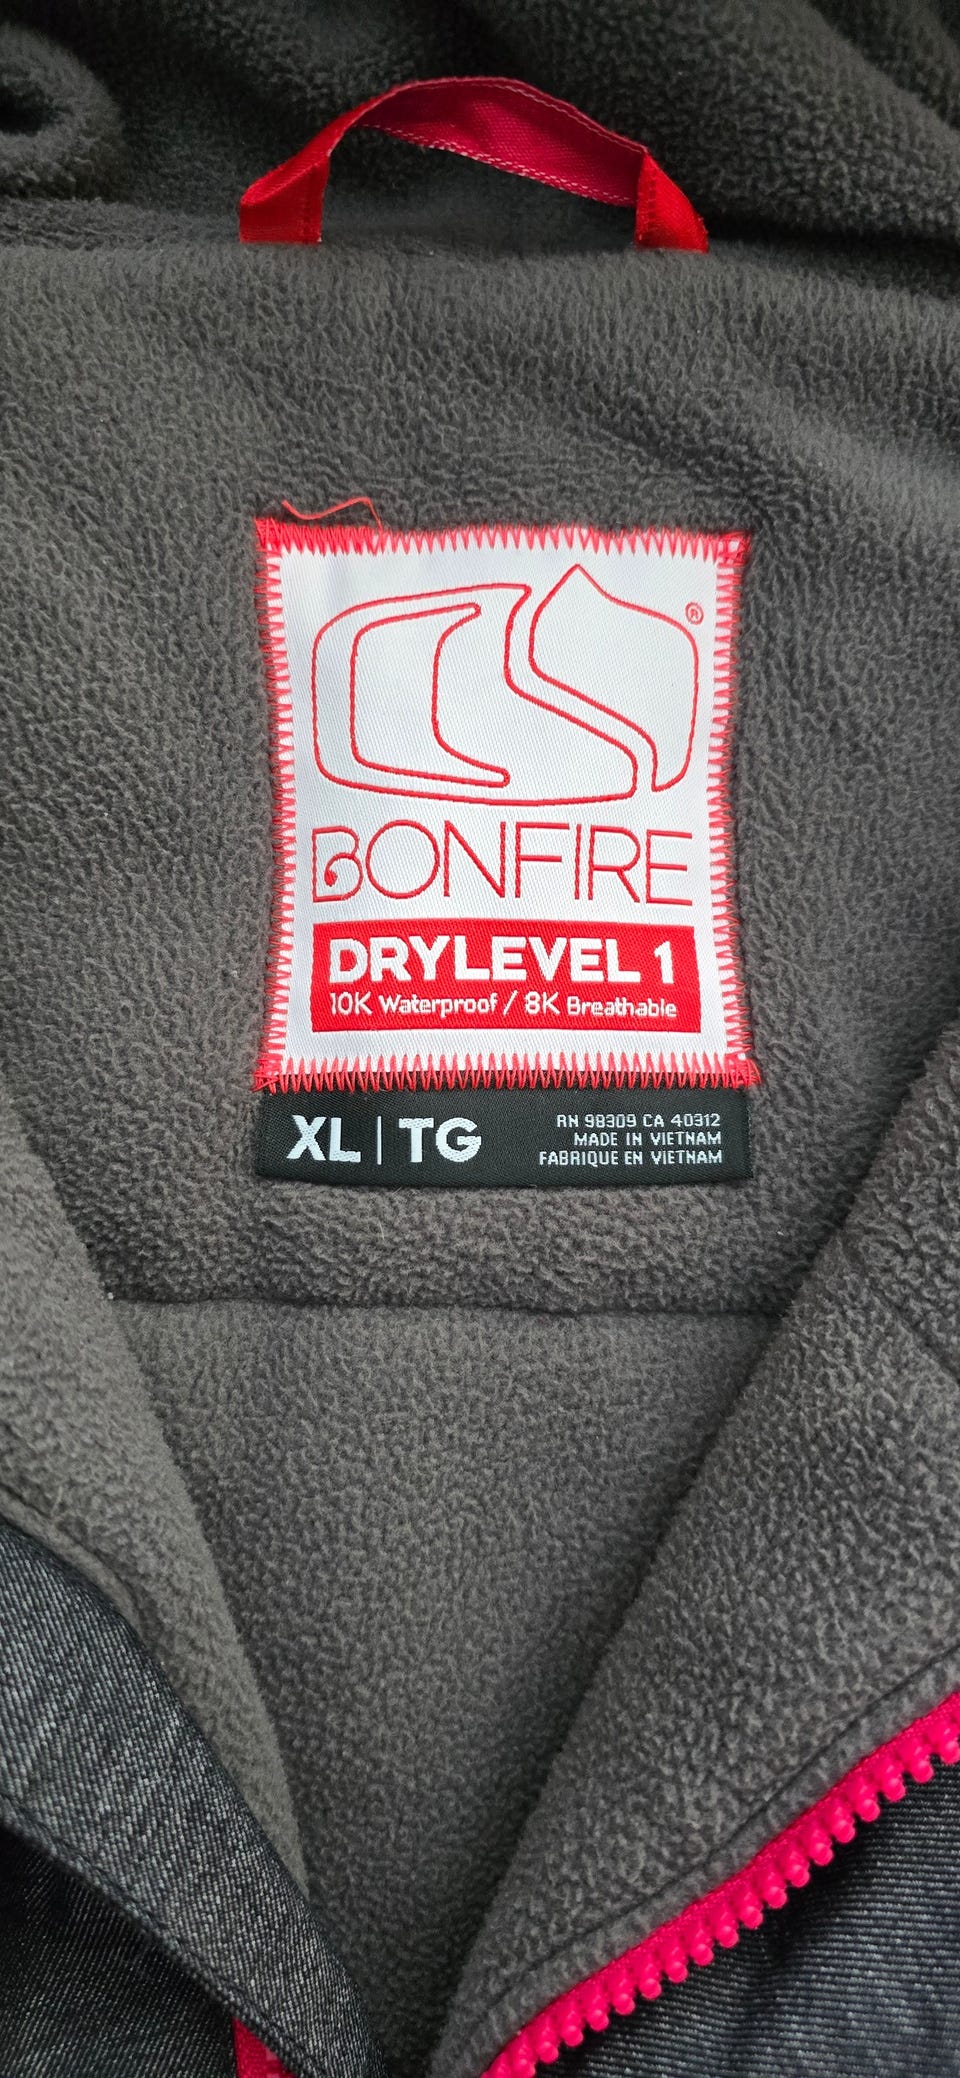 ®
BONFIRE
DRYLEVEL 1
10K Waterproof / 8K Breathable
XL | TG
RN 98309 CA 40312
MADE IN VIETNAM
FABRIQUE EN VIETNAM